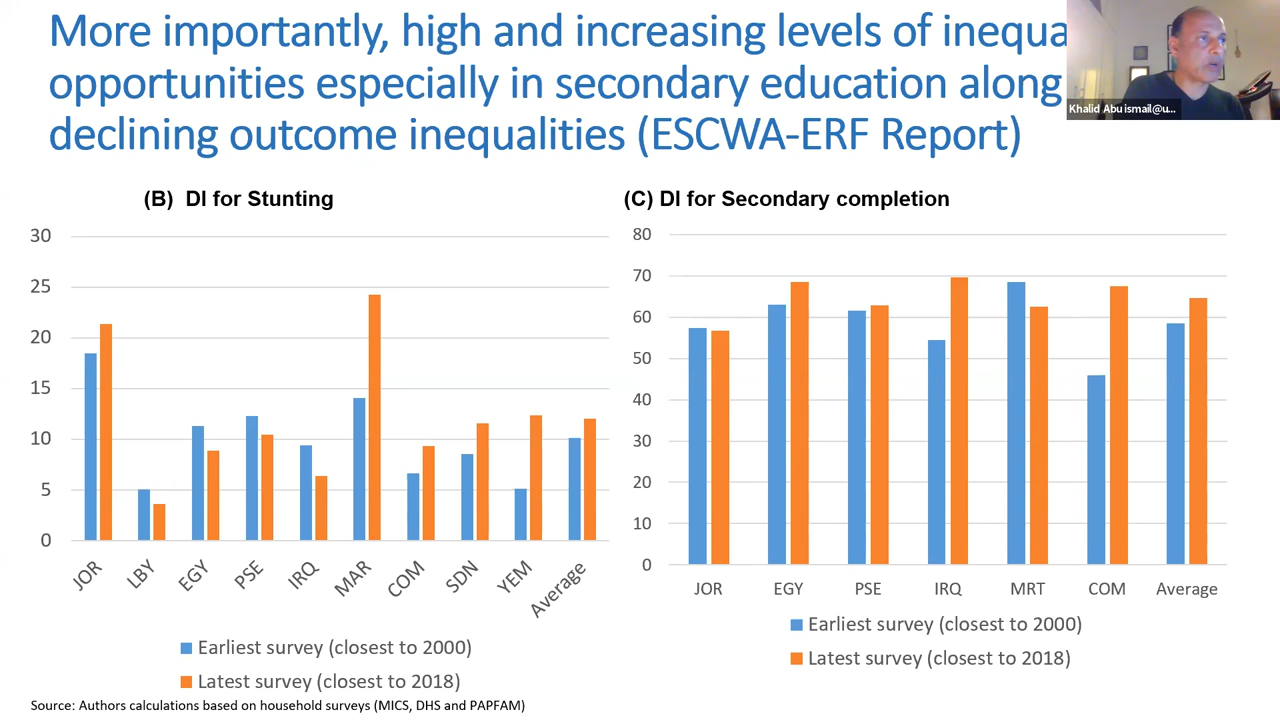 More importantly, high and increasing levels of inequa
opportunities especially in secondary education along
declining outcome inequalities (ESCWA-ERF Report)
Khalid Abuismail@u...
(B) DI for Stunting
30
25
20
15
10
5
0
JOR LBY EGY PSE IRQ MAR COM SDN YEM Average
Earliest survey (closest to 2000)
Latest survey (closest to 2018)
(C) DI for Secondary completion
80
70
60
50
40
30
20
10
0
JOR EGY PSE IRQ MRT COM Average
Earliest survey (closest to 2000)
Latest survey (closest to 2018)
Source: Authors calculations based on household surveys (MICS, DHS and PAPFAM)